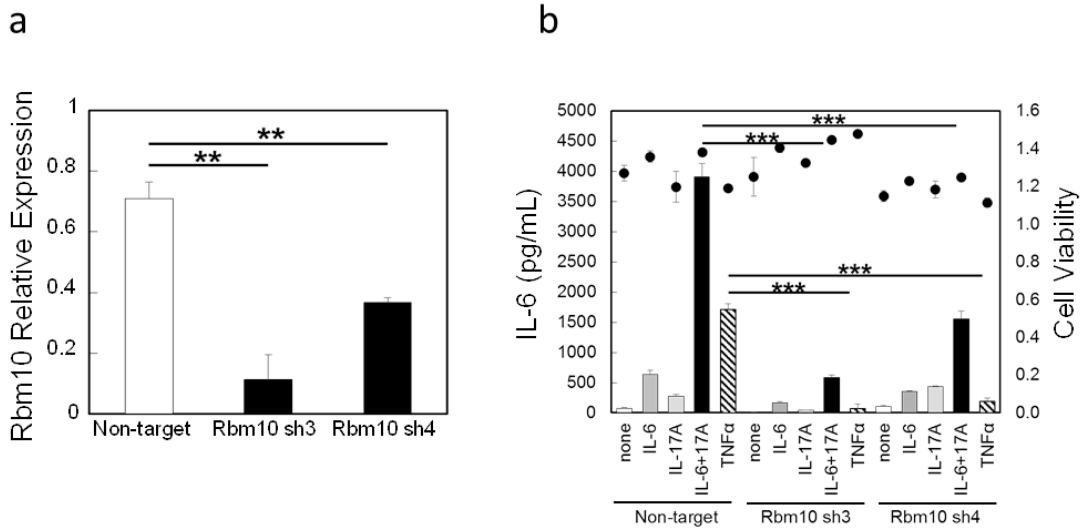 a
b
Rbm10 Relative Expression
1
0.8
0.6
0.4
0.2
0
**
**
Non-target Rbm10 sh3 Rbm10 sh4
IL-6 (pg/mL)
5000
4500
4000
3500
3000
2500
2000
1500
1000
500
0
***
***
***
***
1.6
1.4
1.2
1.0
0.8
0.6
0.4
0.2
0.0
Cell Viability
none
IL-6
IL-17A
IL-6+17A
TNFα
none
IL-6
IL-17A
IL-6+17A
TNFα
none
IL-6
IL-17A
IL-6+17A
TNFα
Non-target Rbm10 sh3 Rbm10 sh4